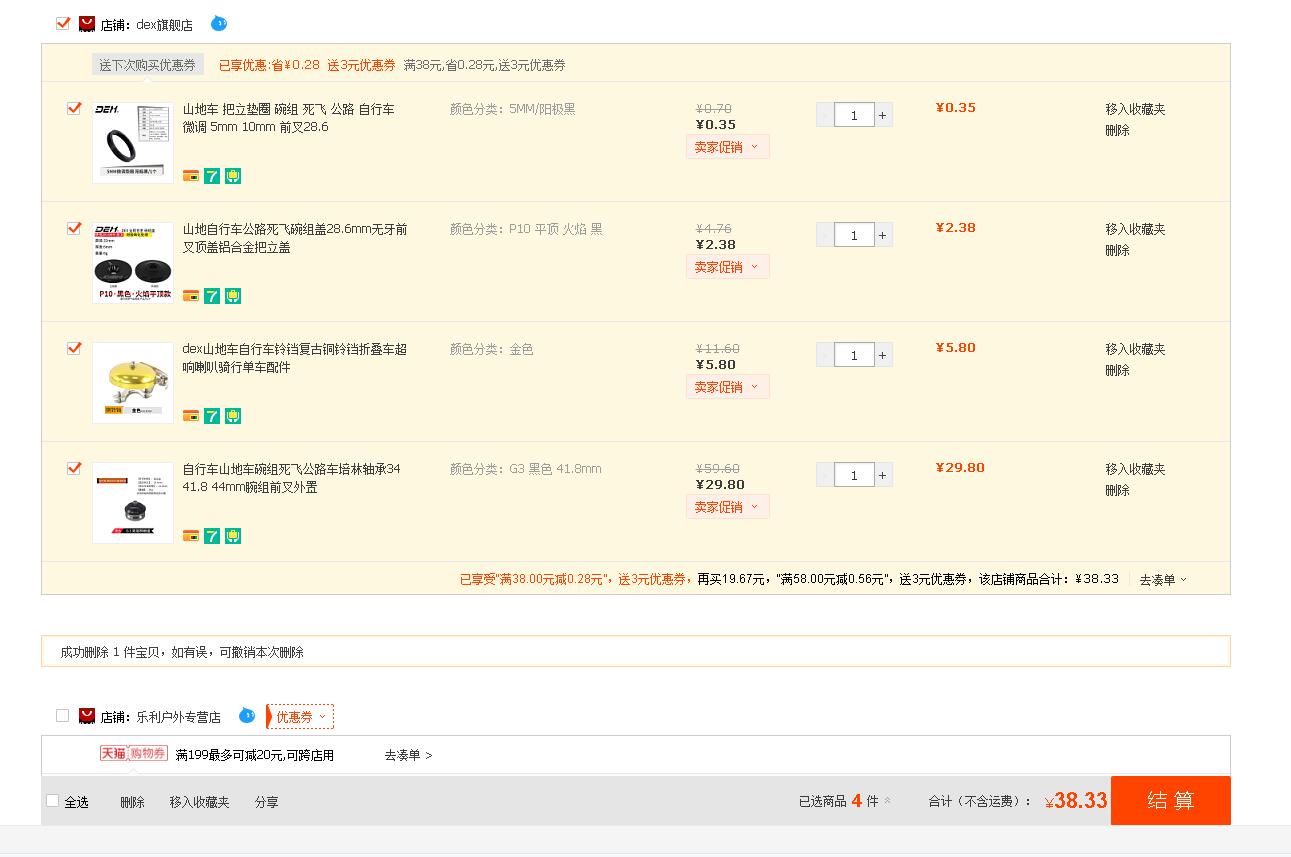 店铺： dex旗舰店
送下次购买优惠券 已享优惠:省¥0.28 送3元优惠券 满38元,省0.28元,送3元优惠券
山地车 把立垫圈 碗组 死飞 公路 自行车 颜色分类：5MM/阳极黑 ¥0.70 1 + ¥0.35 移入收藏夹
微调 5mm 10mm 前叉28.6 ¥0.35 删除
卖家促销
DEX
7
山地自行车公路死飞碗组盖28.6mm无牙前 颜色分类：P10 平顶 火焰 黑 ¥4.76 1 + ¥2.38 移入收藏夹
叉顶盖铝合金把立盖 ¥2.38 删除
卖家促销
P10·黑色·火焰平顶款
7
dex山地车自行车铃铛复古铜铃铛折叠车超 颜色分类：金色 ¥11.60 1 + ¥5.80 移入收藏夹
响喇叭骑行单车配件 ¥5.80 删除
卖家促销
金色
7
自行车山地车碗组死飞公路车培林轴承34 颜色分类：G3 黑色 41.8mm ¥59.60 1 + ¥29.80 移入收藏夹
41.8 44mm腕组前叉外置 ¥29.80 删除
卖家促销
7
已享受"满38.00元减0.28元"，送3元优惠券，再买19.67元，"满58.00元减0.56元"，送3元优惠券，该店铺商品合计：¥38.33 去凑单
成功删除 1 件宝贝，如有误，可撤销本次删除
店铺： 乐利户外专营店 优惠券
天猫购物券 满199最多可减20元,可跨店用 去凑单 >
全选 删除 移入收藏夹 分享 已选商品 4 件 合计（不含运费）： ¥38.33 结 算